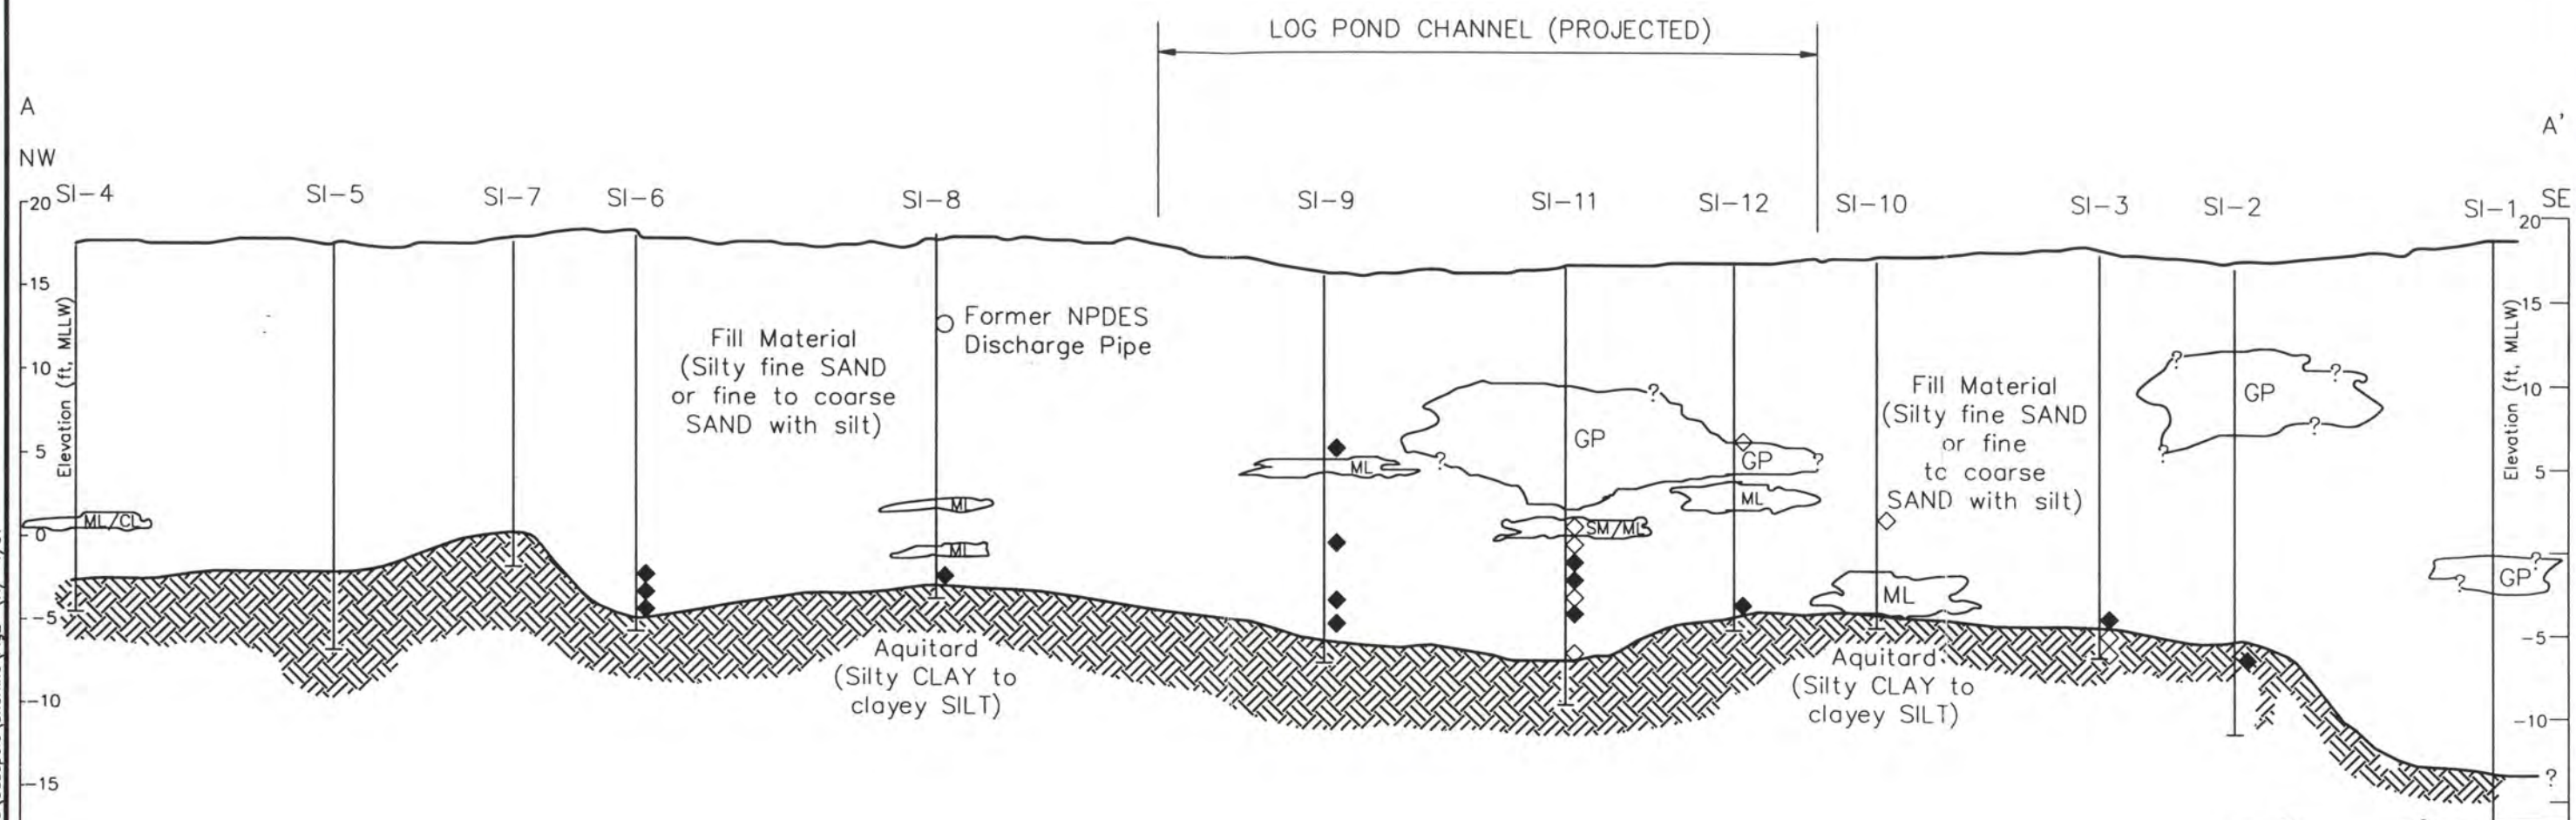 LOG POND CHANNEL (PROJECTED)
A
A'
NW
SE
SI-4
SI-5
SI-7
SI-6
SI-8
SI-9
SI-11
SI-12
SI-10
SI-3
SI-2
SI-1
20
15
10
5
0
-5
-10
-15
Elevation (ft, MLLW)
ML/CL
Fill Material
(Silty fine SAND
or fine to coarse
SAND with silt)
Former NPDES
Discharge Pipe
ML
ML
Aquitard
(Silty CLAY to
clayey SILT)
ML
?
?
GP
SM/ML
GP
?
ML
Fill Material
(Silty fine SAND
or fine
to coarse
SAND with silt)
ML
Aquitard
(Silty CLAY to
clayey SILT)
?
?
GP
?
?
?
GP
?
?
20
15
10
5
-5
-10
Elevation (ft, MLLW)